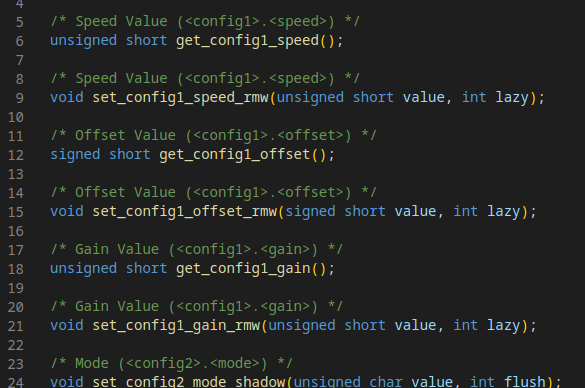 4
5 /* Speed Value (<config1>.<speed>) */
6 unsigned short get_config1_speed();
7
8 /* Speed Value (<config1>.<speed>) */
9 void set_config1_speed_rmw(unsigned short value, int lazy);
10
11 /* Offset Value (<config1>.<offset>) */
12 signed short get_config1_offset();
13
14 /* Offset Value (<config1>.<offset>) */
15 void set_config1_offset_rmw(signed short value, int lazy);
16
17 /* Gain Value (<config1>.<gain>) */
18 unsigned short get_config1_gain();
19
20 /* Gain Value (<config1>.<gain>) */
21 void set_config1_gain_rmw(unsigned short value, int lazy);
22
23 /* Mode (<config2>.<mode>) */
24 void set_config2_mode_shadow(unsigned char value, int flush);